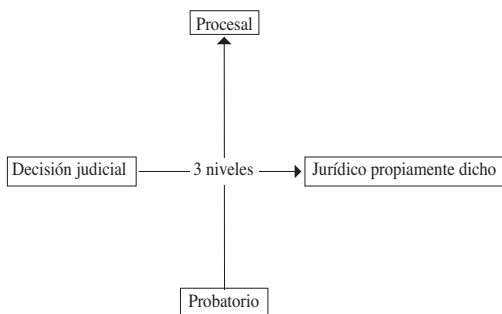 Procesal
Decisión judicial 3 niveles Jurídico propiamente dicho
Probatorio